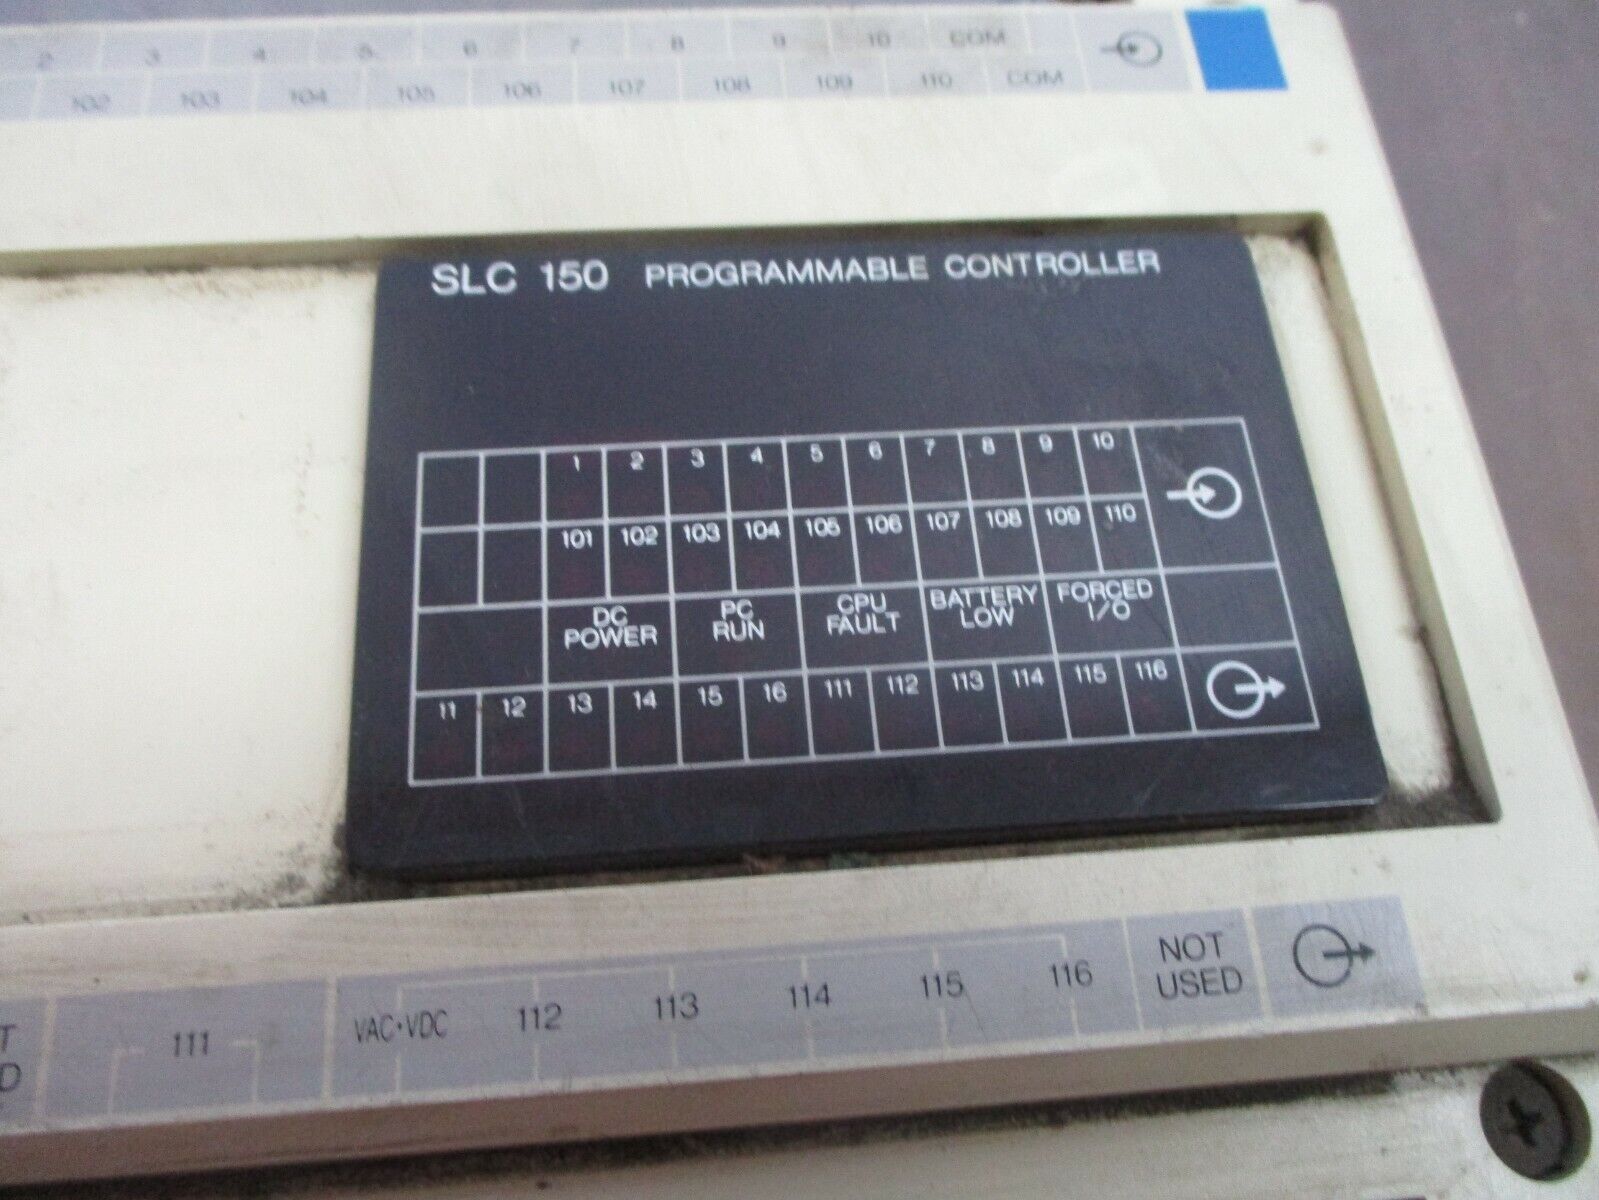 2 3 4 5 6 7 8 9 10 COM
102 103 104 105 106 107 108 109 110 COM
SLC 150 PROGRAMMABLE CONTROLLER
1 2 3 4 5 6 7 8 9 10
101 102 103 104 105 106 107 108 109 110
DC PC CPU BATTERY FORCED
POWER RUN FAULT LOW I/O
11 12 13 14 15 16 111 112 113 114 115 116
T
D
111 VAC•VDC 112 113 114 115 116
NOT
USED